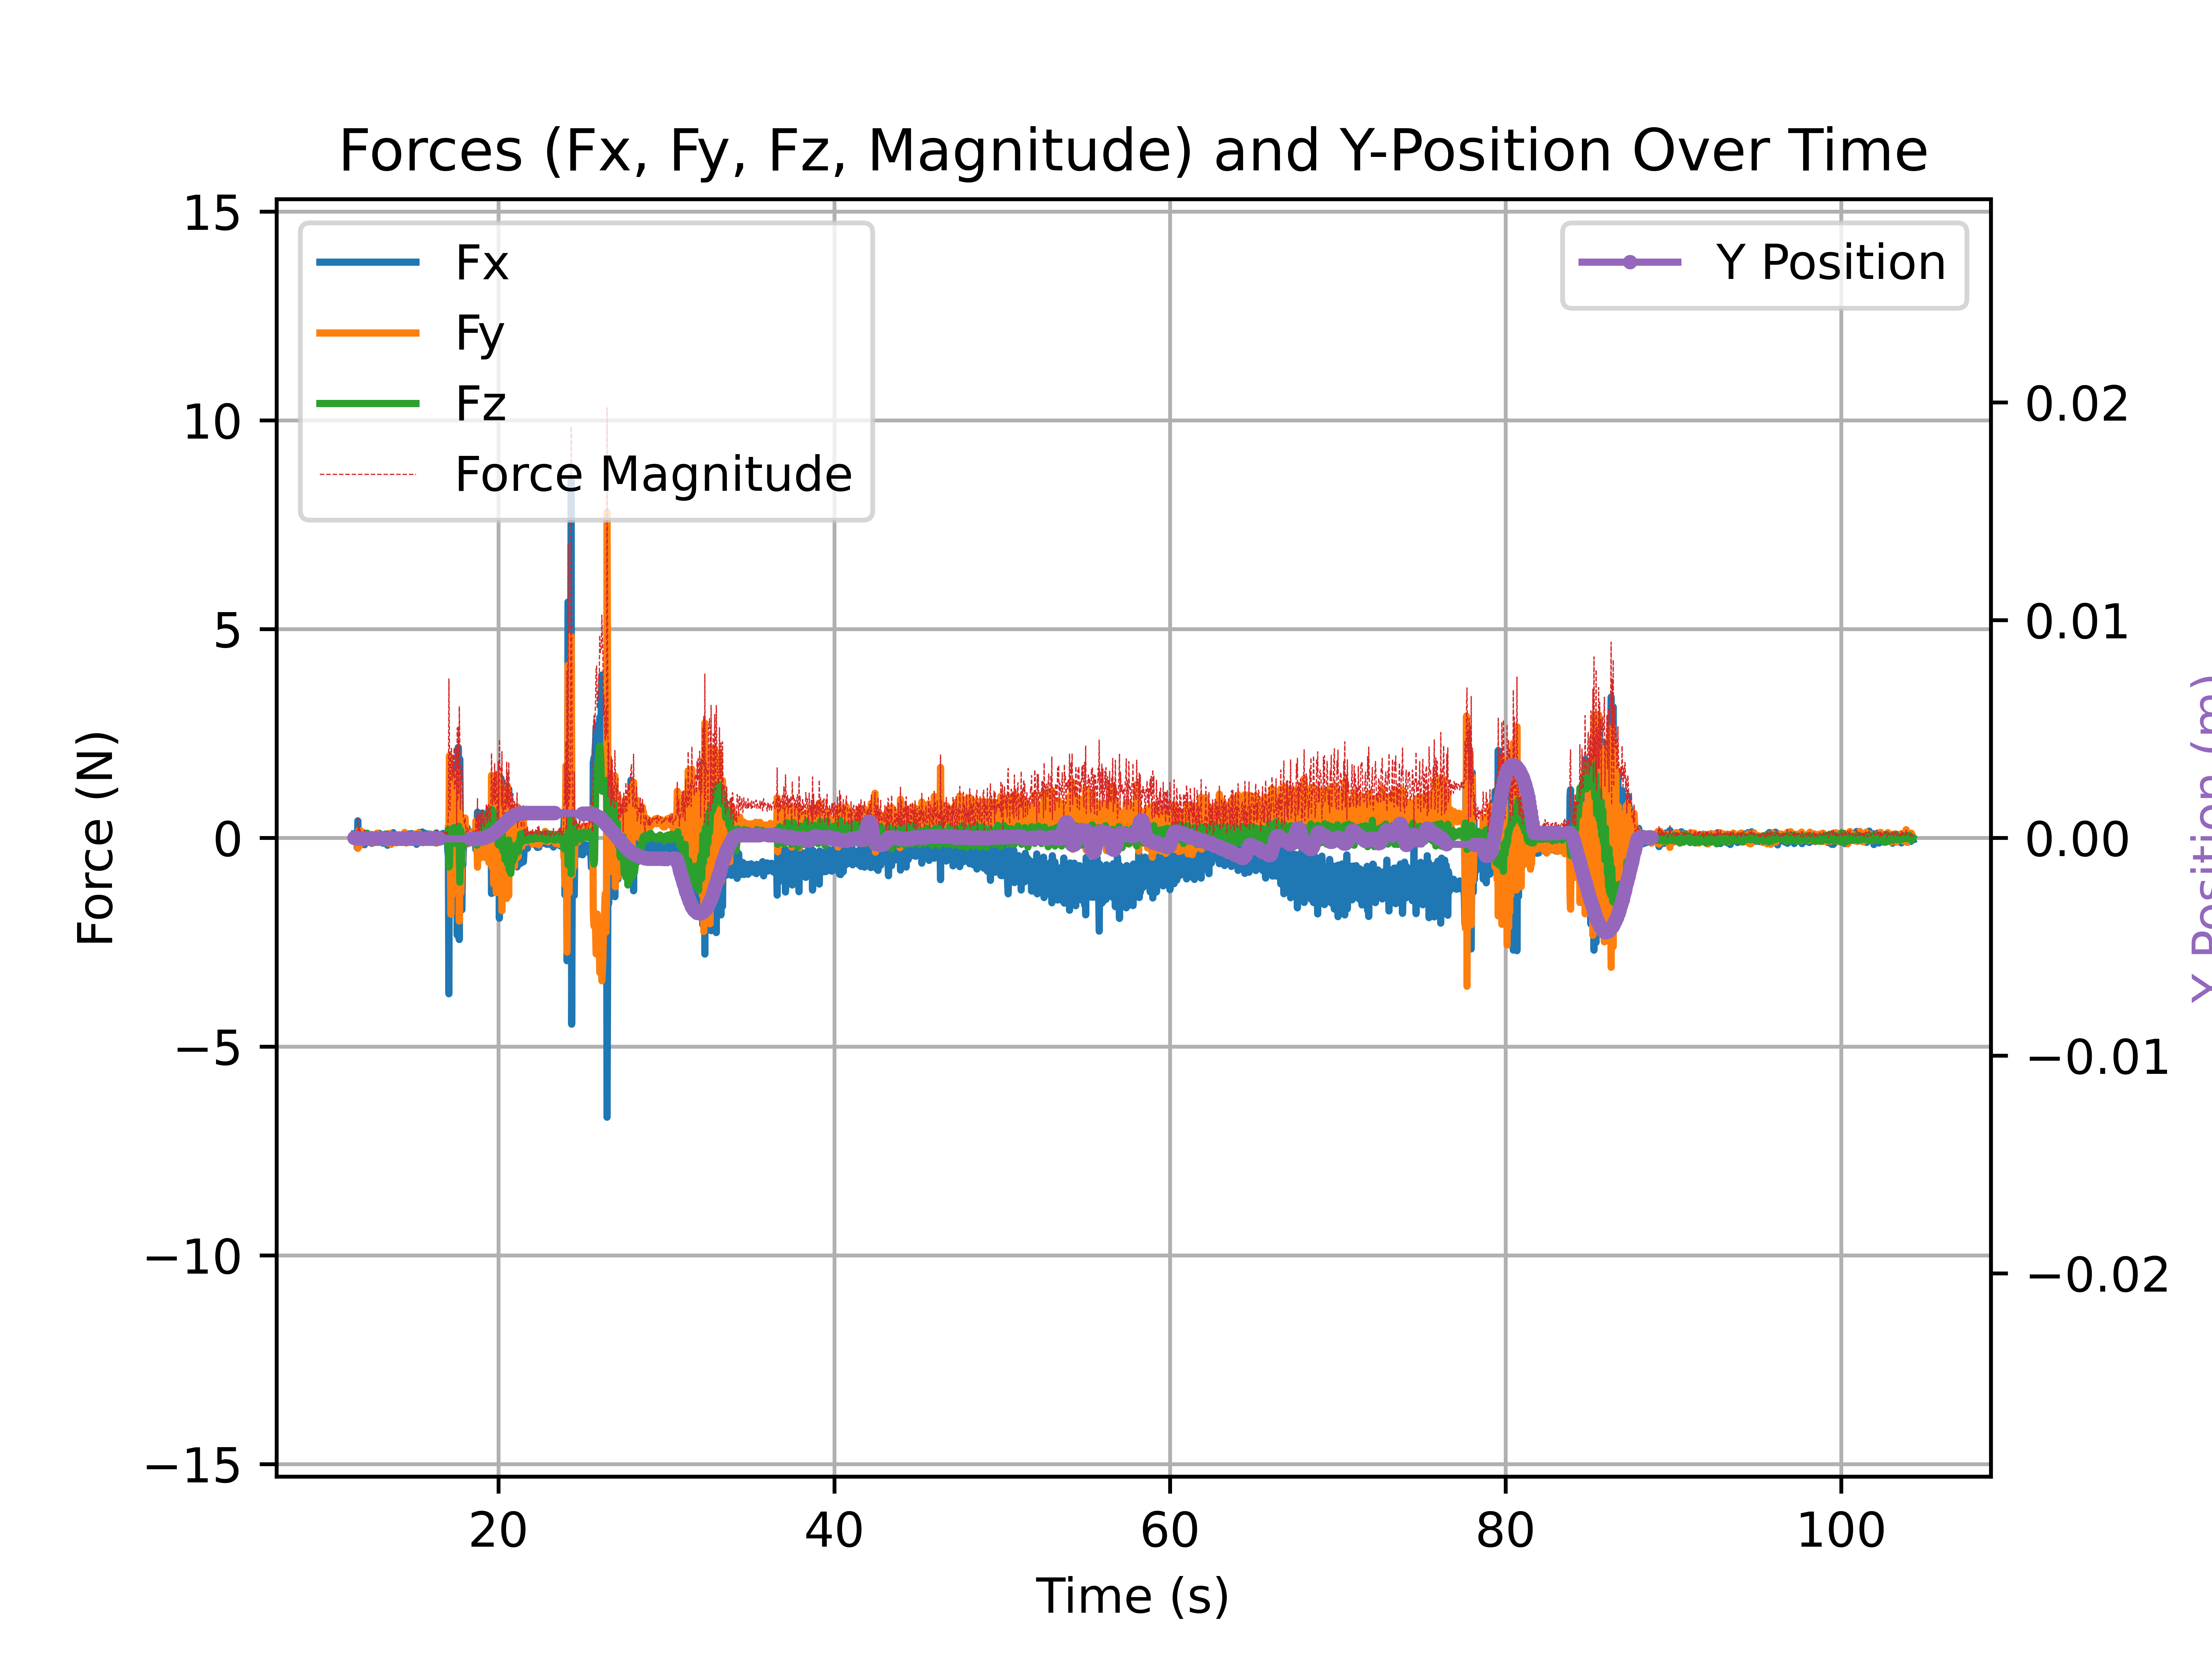 Forces (Fx, Fy, Fz, Magnitude) and Y-Position Over Time
15
10
5
0
−5
−10
−15
Force (N)
Fx
Fy
Fz
Force Magnitude
Y Position
0.02
0.01
0.00
−0.01
−0.02
Y Position (m)
20
40
60
80
100
Time (s)